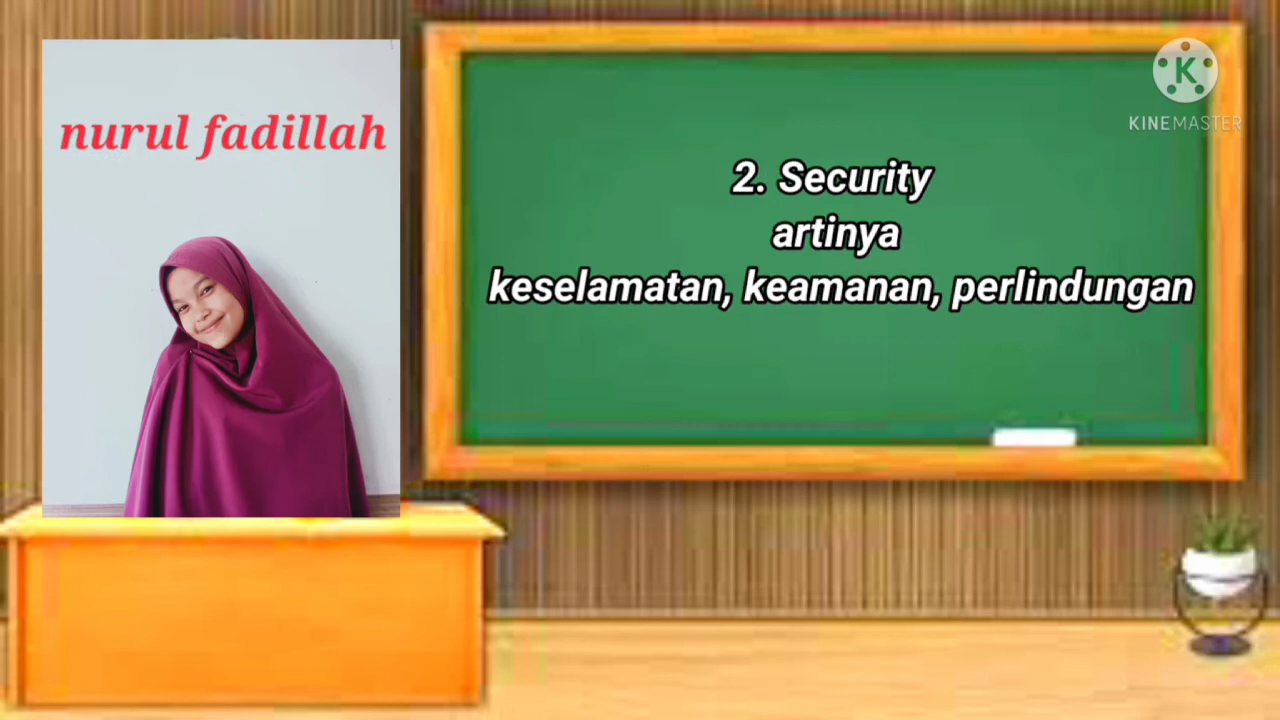 nurul fadillah
2. Security
artinya
keselamatan, keamanan, perlindungan
K
KINEMASTER